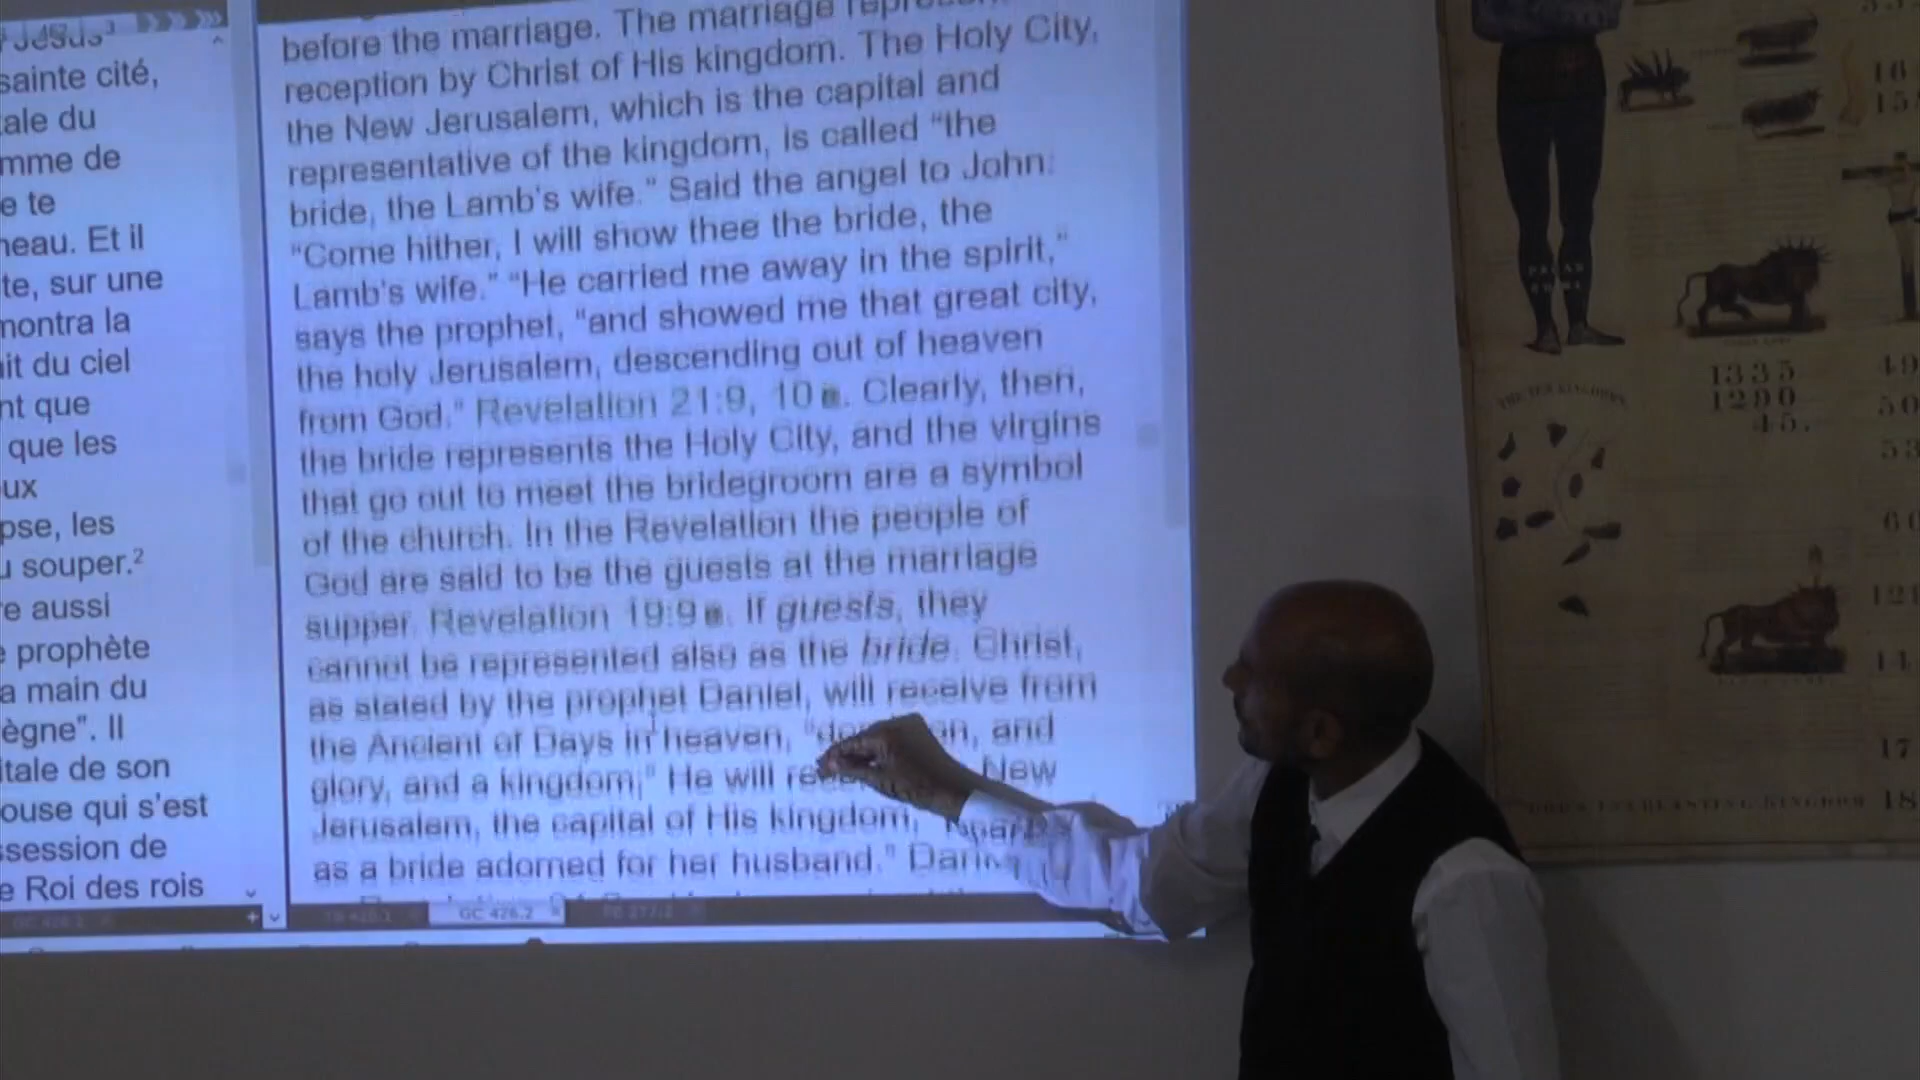 Jésus³
sainte cité,
ale du
mme de
e te
neau. Et il
te, sur une
montra la
it du ciel
nt que
que les
ux
pse, les
u souper.²
e aussi
e prophète
a main du
ègne". Il
itale de son
ouse qui s'est
ssession de
e Roi des rois
before the marriage. The marriage
reception by Christ of His kingdom. The Holy City,
the New Jerusalem, which is the capital and
representative of the kingdom, is called “the
bride, the Lamb's wife.” Said the angel to John:
“Come hither, I will show thee the bride, the
Lamb's wife.” “He carried me away in the spirit,”
says the prophet, “and showed me that great city,
the holy Jerusalem, descending out of heaven
from God.” Revelation 21:9, 10. Clearly, then,
the bride represents the Holy City, and the virgins
that go out to meet the bridegroom are a symbol
of the church. In the Revelation the people of
God are said to be the guests at the marriage
supper. Revelation 19:9. If guests, they
cannot be represented also as the bride. Christ,
as stated by the prophet Daniel, will receive from
the Ancient of Days in heaven, and
glory, and a kingdom;” He will New
Jerusalem, the capital of His kingdom,
as a bride adorned for her husband.”
GC 426.2
PAGAN
ROME
THE TEN KINGDOMS
1335
1290
45.
GOD'S EVERLASTING KINGDOM